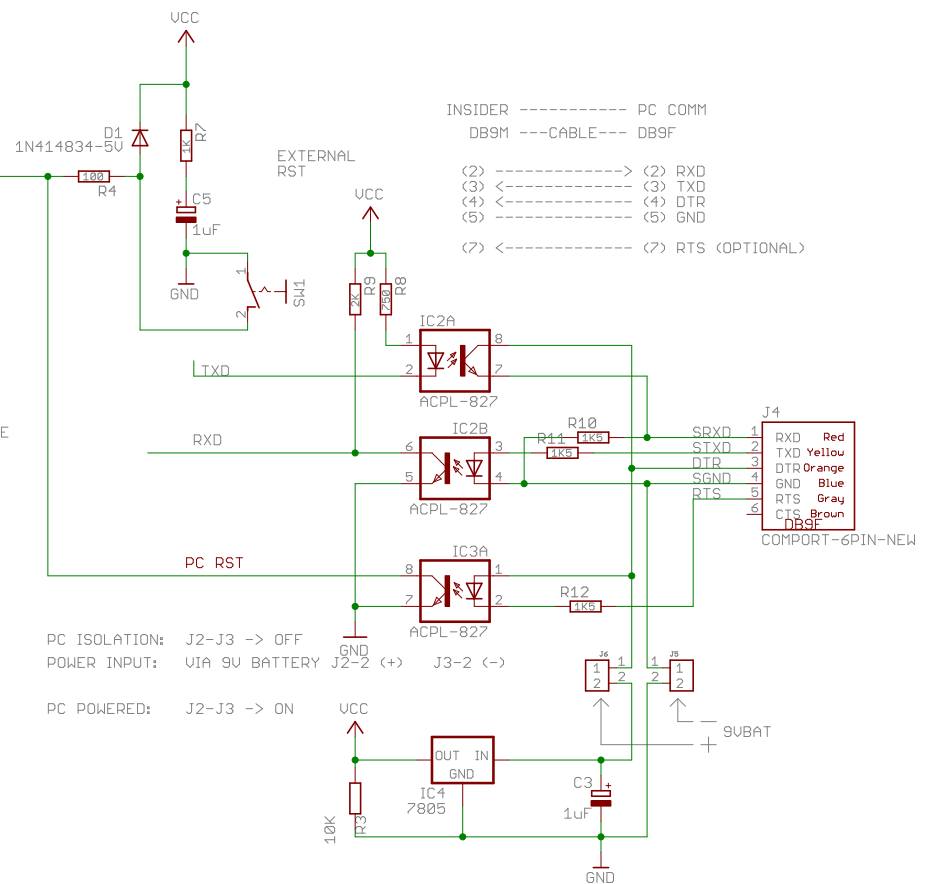 VCC
D1
1N414834-5V
1K
R7
100
R4
C5
+
1uF
GND
1
2
SW1
EXTERNAL
RST
INSIDER ----------- PC COMM
DB9M ---CABLE--- DB9F
(2) --------------> (2) RXD
(3) <-------------- (3) TXD
(4) <-------------- (4) DTR
(5) --------------- (5) GND
(7) <-------------- (7) RTS (OPTIONAL)
VCC
2K
R9
750
R8
IC2A
1
2
8
7
ACPL-827
TXD
E
RXD
IC2B
6
5
3
4
ACPL-827
R10
1K5
R11
1K5
SRXD
STXD
DTR
SGND
RTS
J4
1 RXD Red
2 TXD Yellow
3 DTR Orange
4 GND Blue
5 RTS Gray
6 CTS Brown
DB9F
COMPORT-6PIN-NEW
PC RST
IC3A
8
7
1
2
ACPL-827
R12
1K5
GND
PC ISOLATION: J2-J3 -> OFF
POWER INPUT: VIA 9V BATTERY J2-2 (+) J3-2 (-)
PC POWERED: J2-J3 -> ON
J6
1
2
1
2
J5
1
2
1
2
9VBAT
- +
VCC
OUT IN
GND
IC4
7805
10K
R3
C3
+
1uF
GND